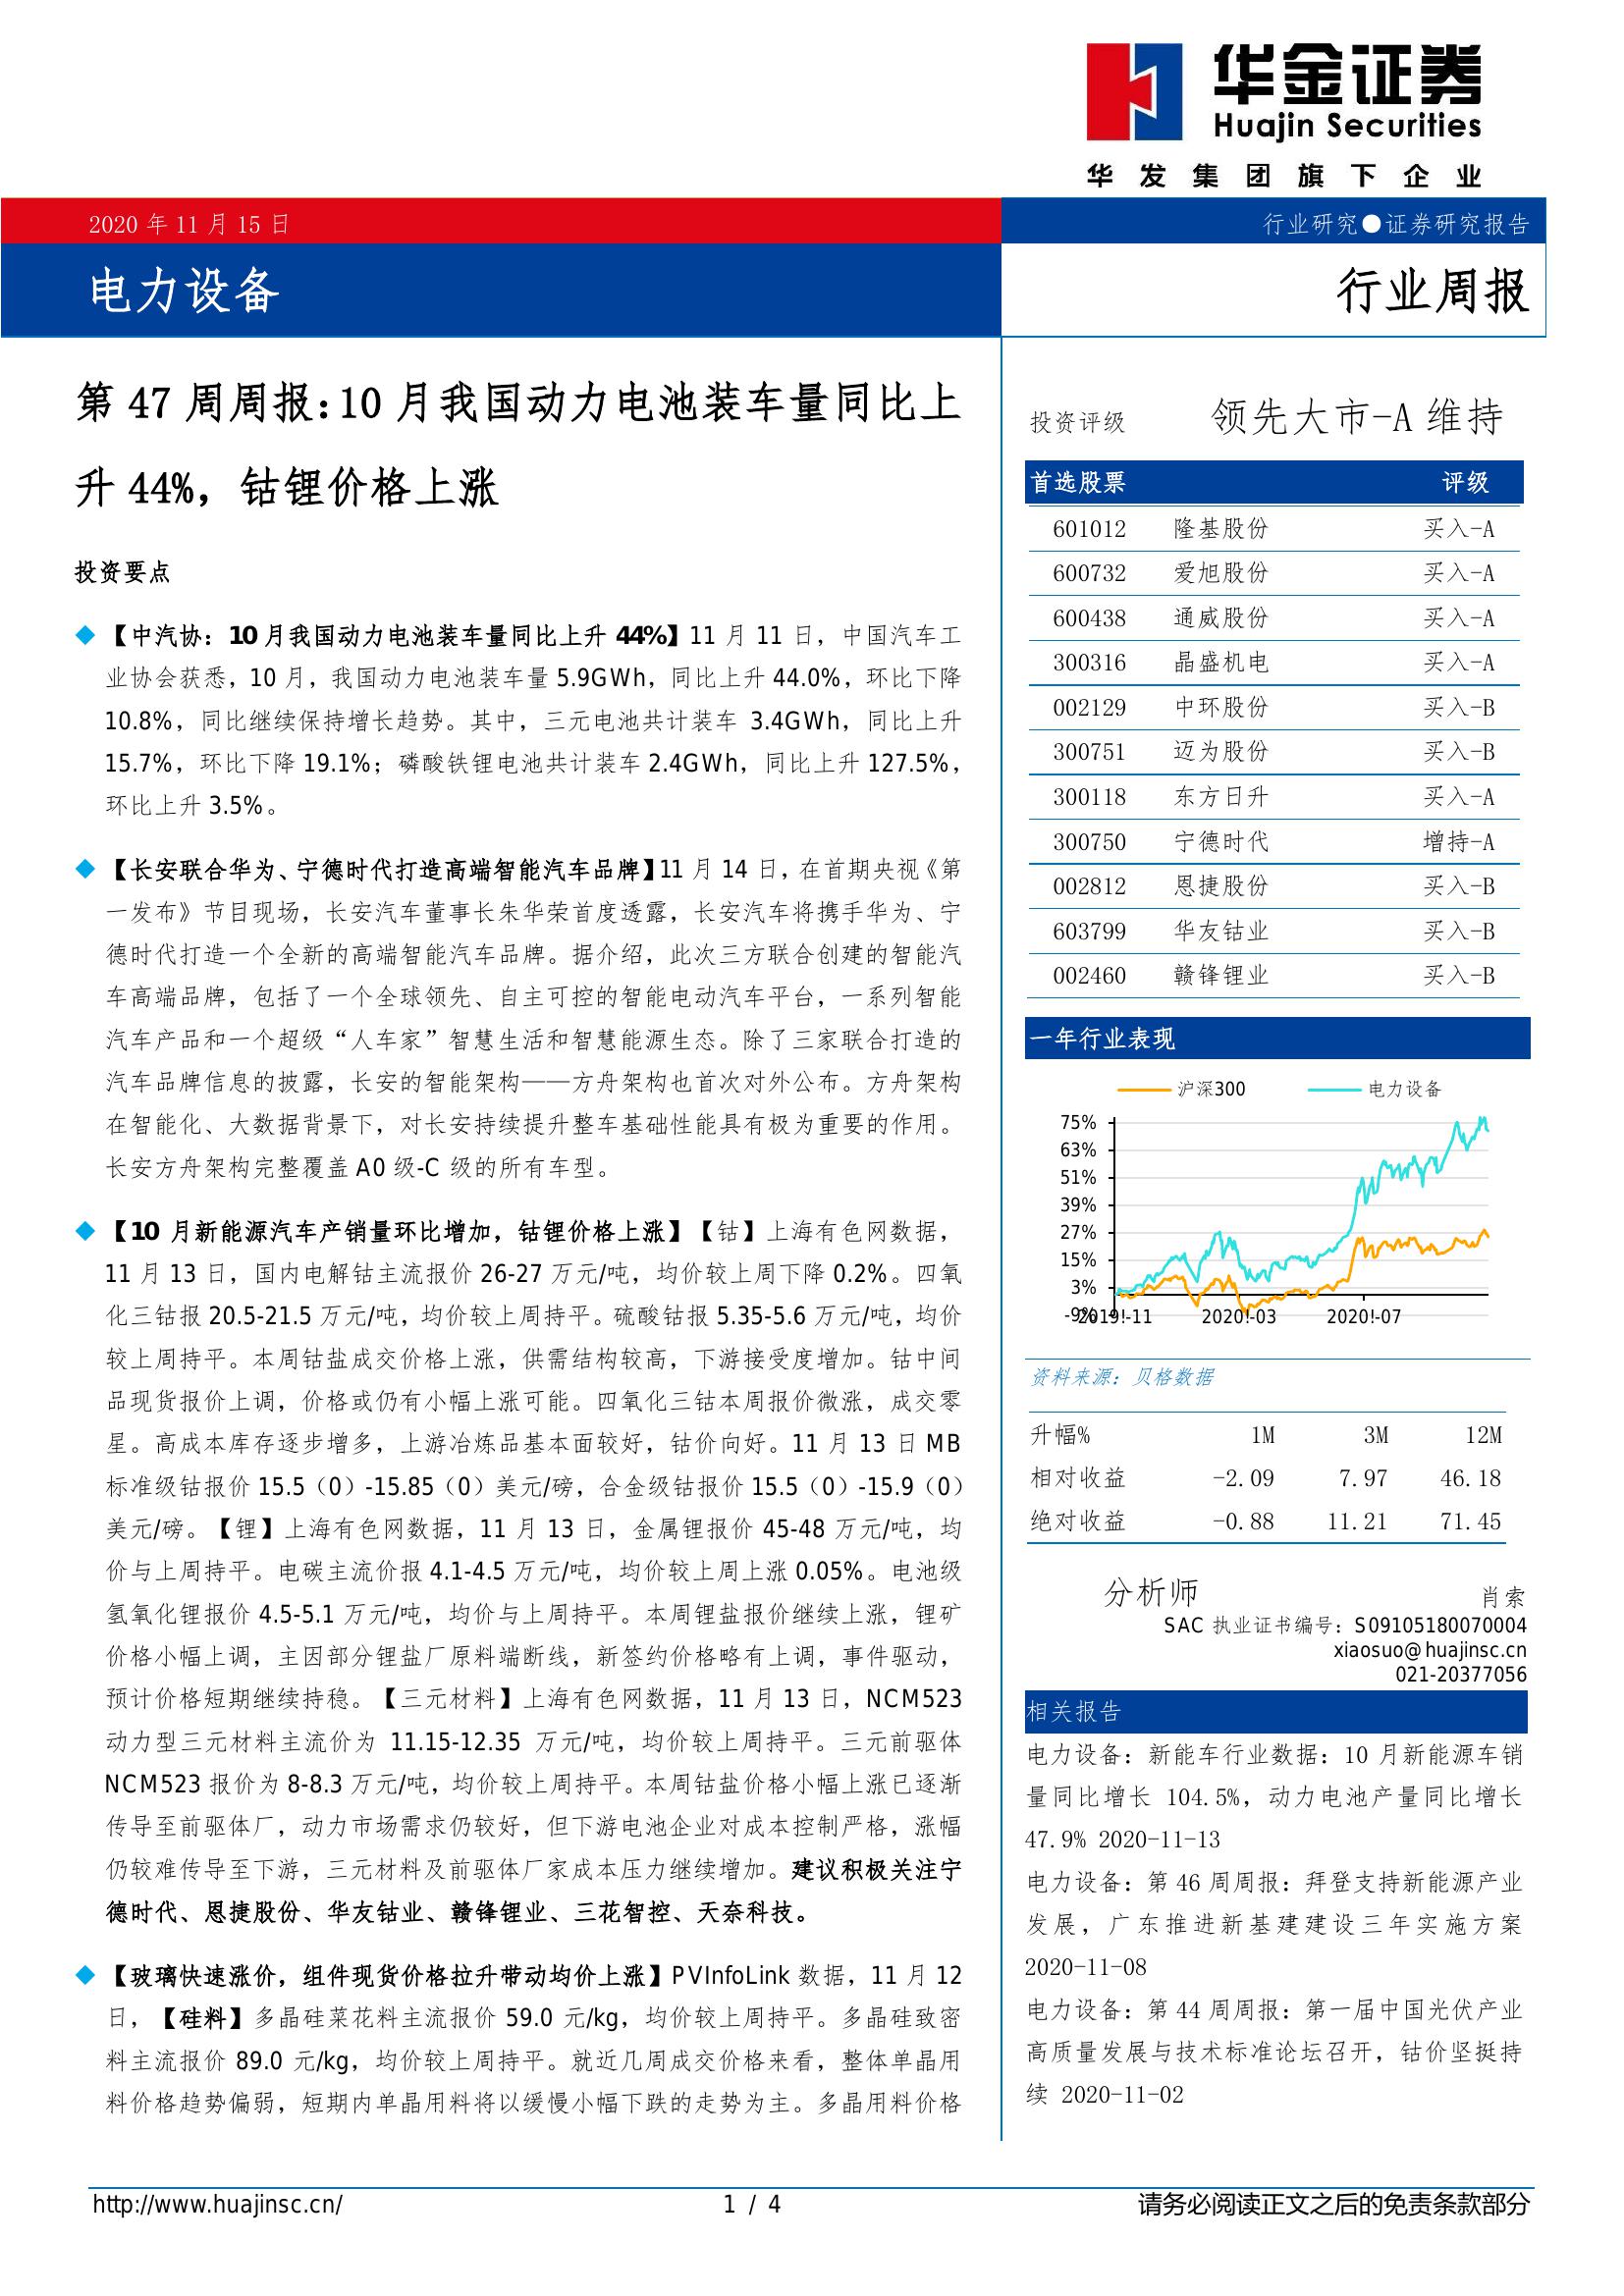 华金证券
Huajin Securities
华发集团旗下企业
2020 年 11 月 15 日
行业研究●证券研究报告
电力设备
行业周报
第 47 周周报：10 月我国动力电池装车量同比上
升 44%，钴锂价格上涨
投资要点
◆ 【中汽协：10 月我国动力电池装车量同比上升 44%】11 月 11 日，中国汽车工
业协会获悉，10 月，我国动力电池装车量 5.9GWh，同比上升 44.0%，环比下降
10.8%，同比继续保持增长趋势。其中，三元电池共计装车 3.4GWh，同比上升
15.7%，环比下降 19.1%；磷酸铁锂电池共计装车 2.4GWh，同比上升 127.5%，
环比上升 3.5%。
◆ 【长安联合华为、宁德时代打造高端智能汽车品牌】11 月 14 日，在首期央视《第
一发布》节目现场，长安汽车董事长朱华荣首度透露，长安汽车将携手华为、宁
德时代打造一个全新的高端智能汽车品牌。据介绍，此次三方联合创建的智能汽
车高端品牌，包括了一个全球领先、自主可控的智能电动汽车平台，一系列智能
汽车产品和一个超级“人车家”智慧生活和智慧能源生态。除了三家联合打造的
汽车品牌信息的披露，长安的智能架构——方舟架构也首次对外公布。方舟架构
在智能化、大数据背景下，对长安持续提升整车基础性能具有极为重要的作用。
长安方舟架构完整覆盖 A0 级-C 级的所有车型。
◆ 【10 月新能源汽车产销量环比增加，钴锂价格上涨】【钴】上海有色网数据，
11 月 13 日，国内电解钴主流报价 26-27 万元/吨，均价较上周下降 0.2%。四氧
化三钴报 20.5-21.5 万元/吨，均价较上周持平。硫酸钴报 5.35-5.6 万元/吨，均价
较上周持平。本周钴盐成交价格上涨，供需结构较高，下游接受度增加。钴中间
品现货报价上调，价格或仍有小幅上涨可能。四氧化三钴本周报价微涨，成交零
星。高成本库存逐步增多，上游冶炼品基本面较好，钴价向好。11 月 13 日 MB
标准级钴报价 15.5（0）-15.85（0）美元/磅，合金级钴报价 15.5（0）-15.9（0）
美元/磅。【锂】上海有色网数据，11 月 13 日，金属锂报价 45-48 万元/吨，均
价与上周持平。电碳主流价报 4.1-4.5 万元/吨，均价较上周上涨 0.05%。电池级
氢氧化锂报价 4.5-5.1 万元/吨，均价与上周持平。本周锂盐报价继续上涨，锂矿
价格小幅上调，主因部分锂盐厂原料端断线，新签约价格略有上调，事件驱动，
预计价格短期继续持稳。【三元材料】上海有色网数据，11 月 13 日，NCM523
动力型三元材料主流价为 11.15-12.35 万元/吨，均价较上周持平。三元前驱体
NCM523 报价为 8-8.3 万元/吨，均价较上周持平。本周钴盐价格小幅上涨已逐渐
传导至前驱体厂，动力市场需求仍较好，但下游电池企业对成本控制严格，涨幅
仍较难传导至下游，三元材料及前驱体厂家成本压力继续增加。建议积极关注宁
德时代、恩捷股份、华友钴业、赣锋锂业、三花智控、天奈科技。
◆ 【玻璃快速涨价，组件现货价格拉升带动均价上涨】PVInfoLink 数据，11 月 12
日，【硅料】多晶硅菜花料主流报价 59.0 元/kg，均价较上周持平。多晶硅致密
料主流报价 89.0 元/kg，均价较上周持平。就近几周成交价格来看，整体单晶用
料价格趋势偏弱，短期内单晶用料将以缓慢小幅下跌的走势为主。多晶用料价格
投资评级 领先大市-A 维持
首选股票 评级
601012 隆基股份 买入-A
600732 爱旭股份 买入-A
600438 通威股份 买入-A
300316 晶盛机电 买入-A
002129 中环股份 买入-B
300751 迈为股份 买入-B
300118 东方日升 买入-A
300750 宁德时代 增持-A
002812 恩捷股份 买入-B
603799 华友钴业 买入-B
002460 赣锋锂业 买入-B
一年行业表现
沪深300 电力设备
75%
63%
51%
39%
27%
15%
3%
-9%
2019!-11 2020!-03 2020!-07
资料来源：贝格数据
升幅% 1M 3M 12M
相对收益 -2.09 7.97 46.18
绝对收益 -0.88 11.21 71.45
分析师 肖索
SAC 执业证书编号：S09105180070004
xiaosuo@huajinsc.cn
021-20377056
相关报告
电力设备：新能车行业数据：10 月新能源车销
量同比增长 104.5%，动力电池产量同比增长
47.9% 2020-11-13
电力设备：第 46 周周报：拜登支持新能源产业
发展，广东推进新基建建设三年实施方案
2020-11-08
电力设备：第 44 周周报：第一届中国光伏产业
高质量发展与技术标准论坛召开，钴价坚挺持
续 2020-11-02
http://www.huajinsc.cn/
1 / 4
请务必阅读正文之后的免责条款部分